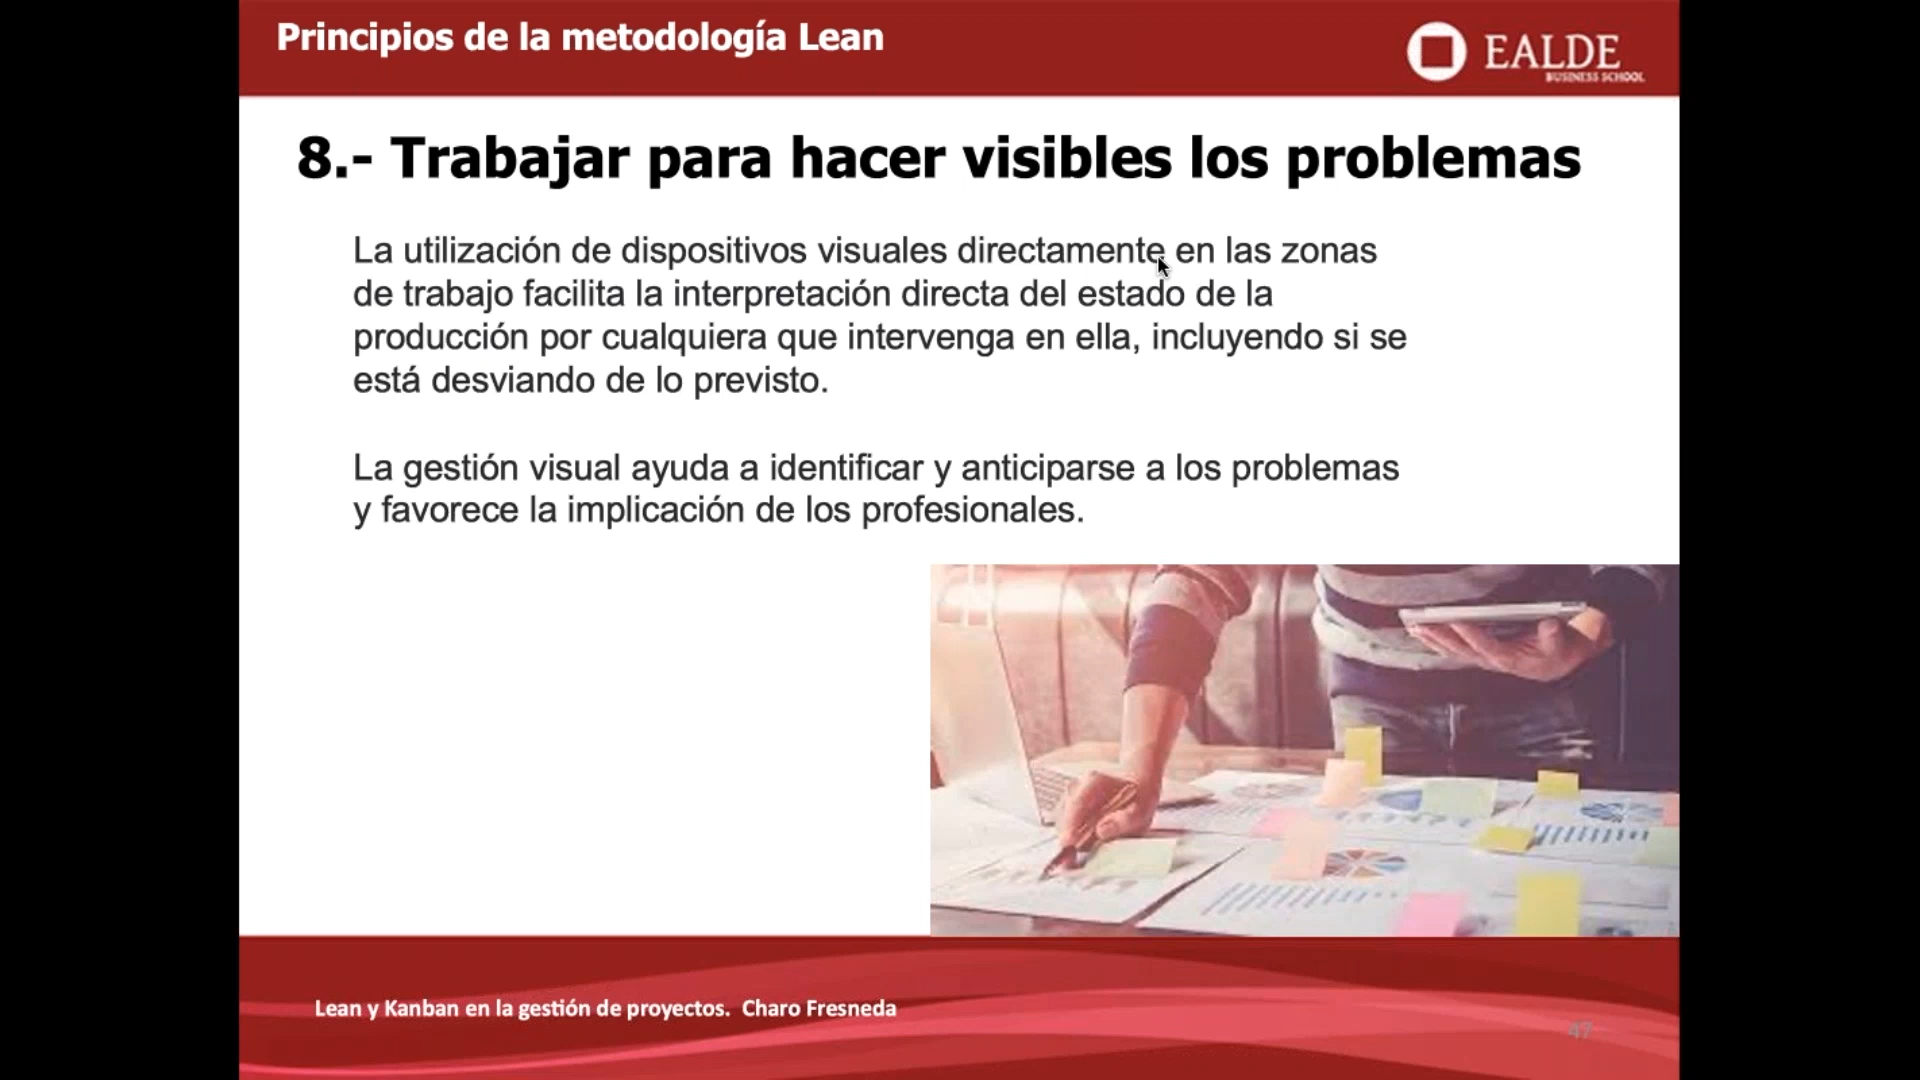 Principios de la metodología Lean
EALDE
BUSINESS SCHOOL
8.- Trabajar para hacer visibles los problemas
La utilización de dispositivos visuales directamente en las zonas
de trabajo facilita la interpretación directa del estado de la
producción por cualquiera que intervenga en ella, incluyendo si se
está desviando de lo previsto.
La gestión visual ayuda a identificar y anticiparse a los problemas
y favorece la implicación de los profesionales.
Lean y Kanban en la gestión de proyectos.  Charo Fresneda
47